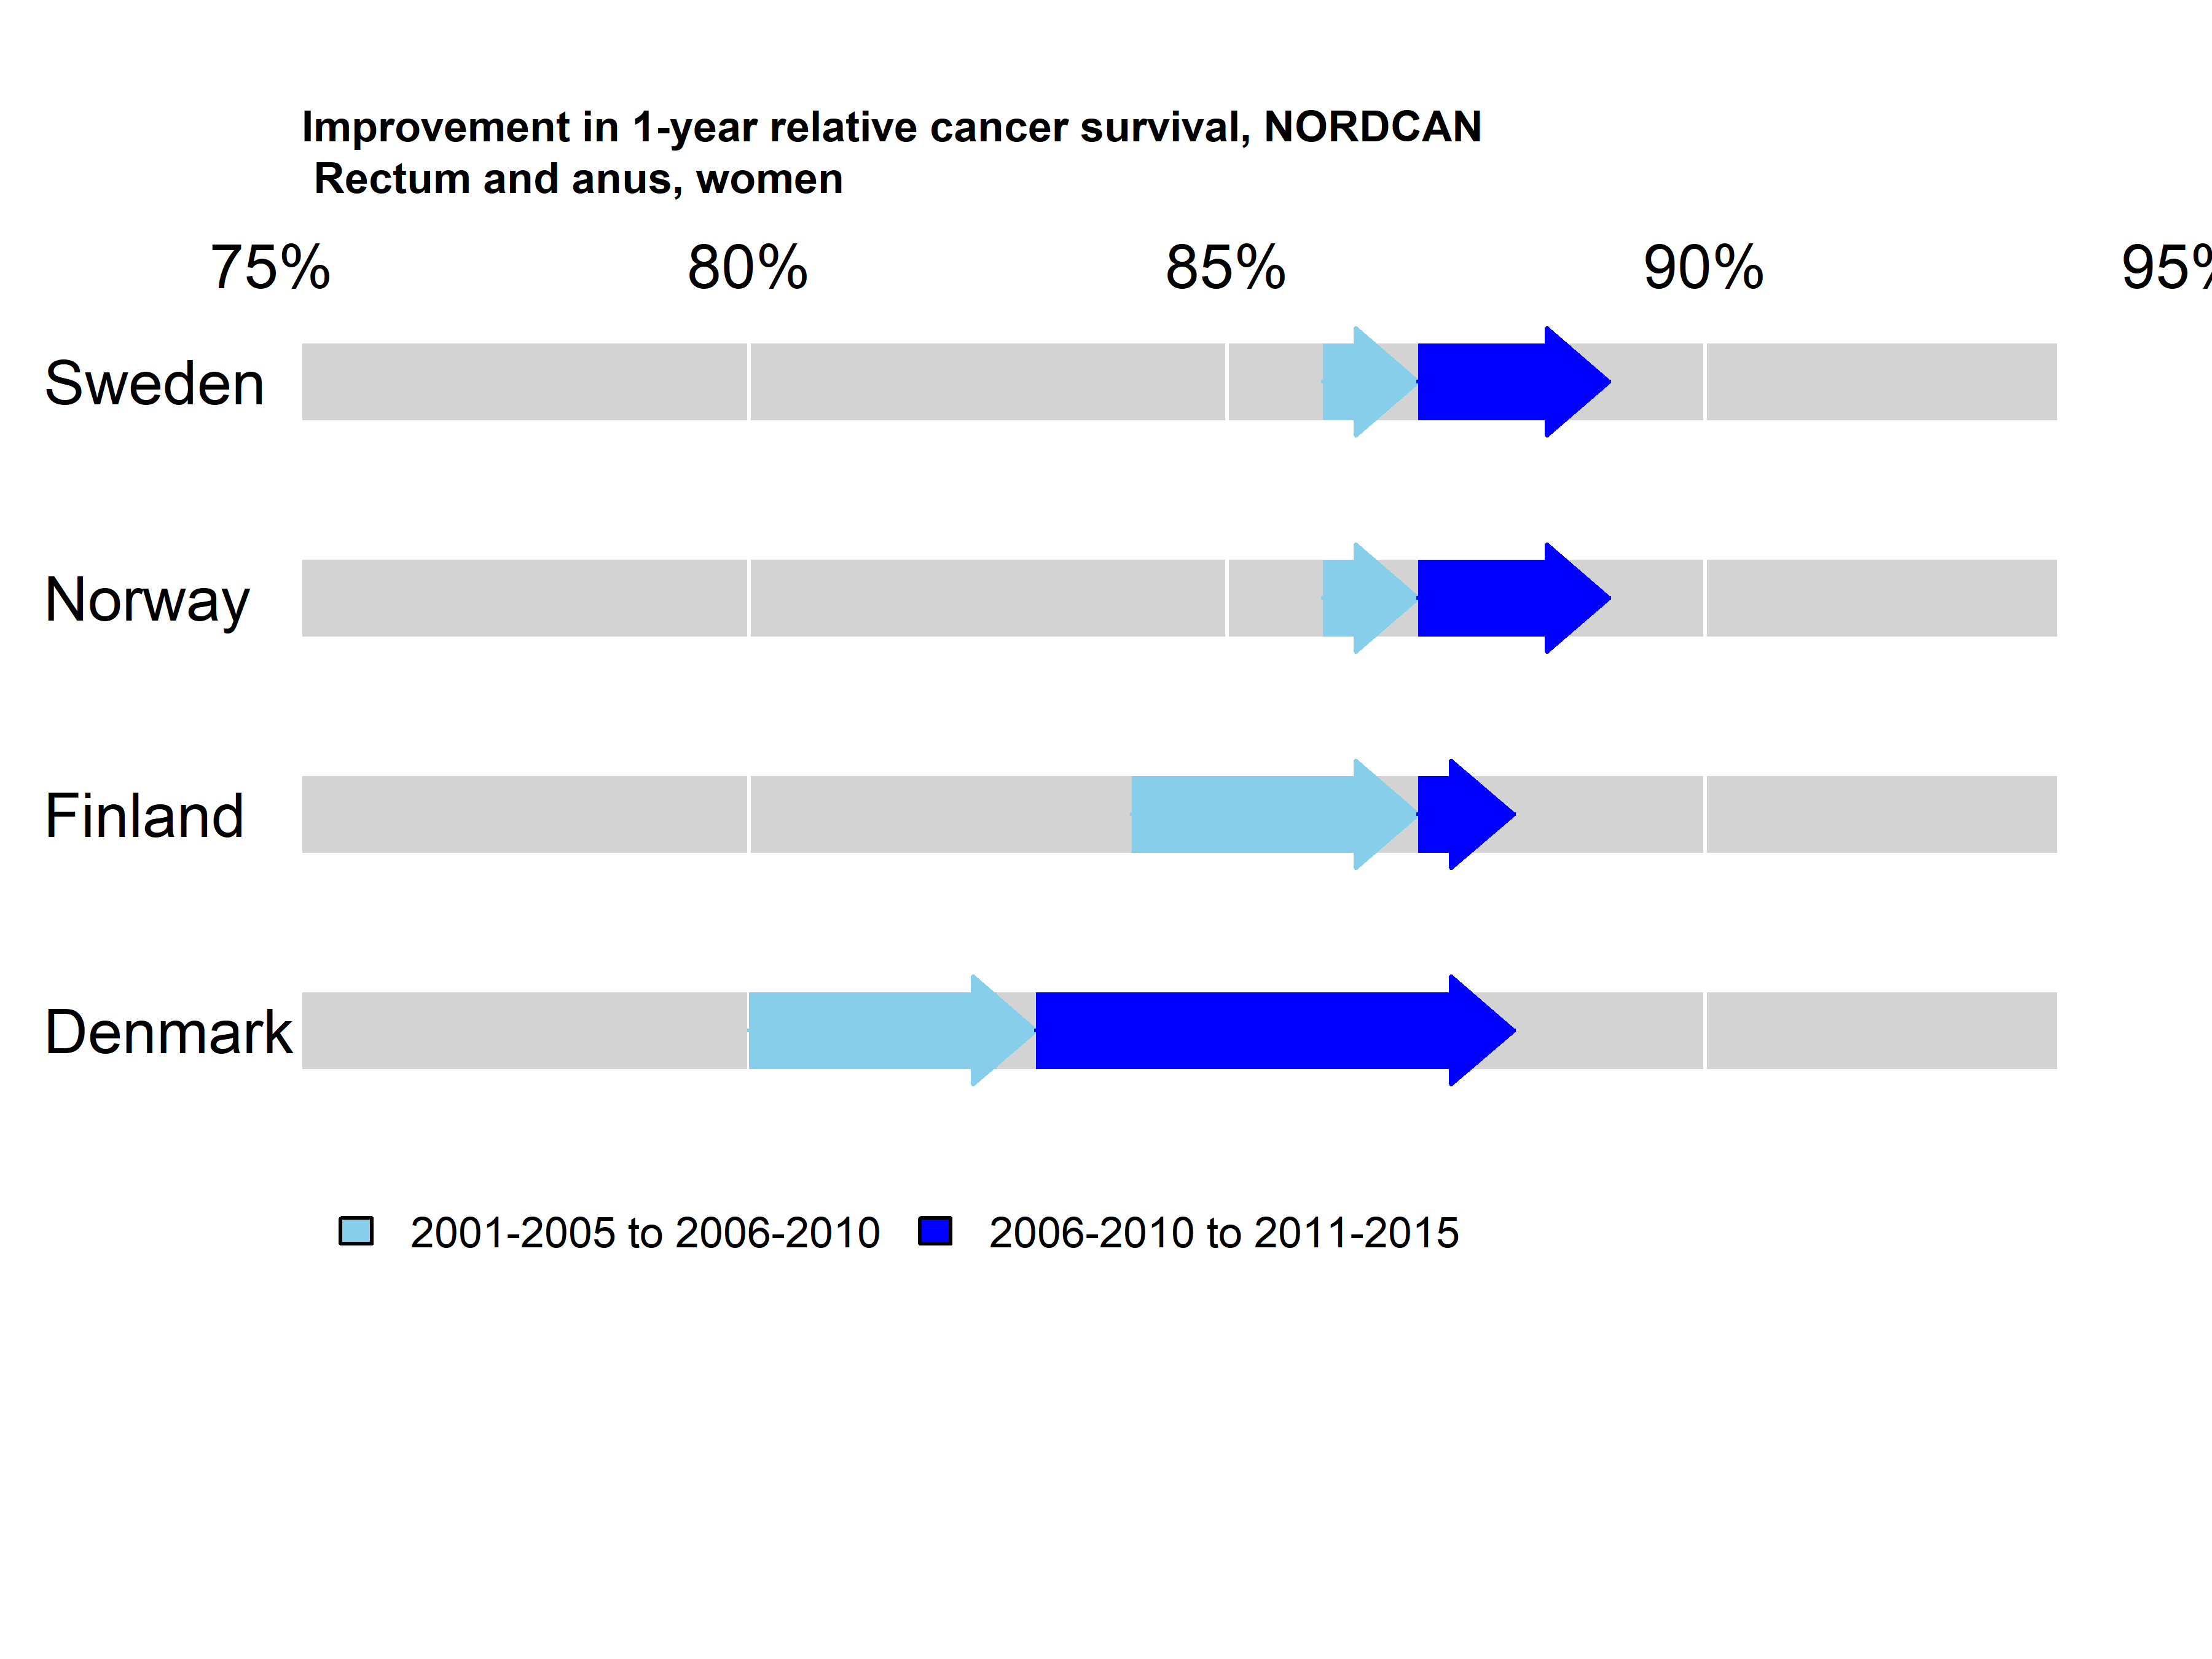 Improvement in 1-year relative cancer survival, NORDCAN
Rectum and anus, women
75% 80% 85% 90% 95%
Sweden
Norway
Finland
Denmark
2001-2005 to 2006-2010 2006-2010 to 2011-2015